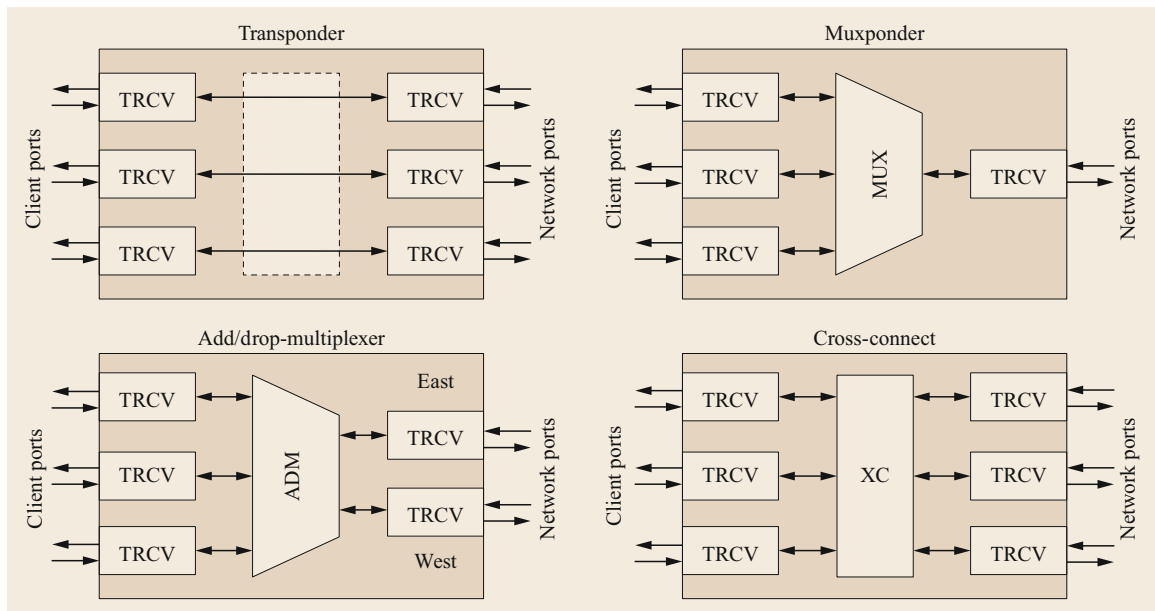 Transponder
TRCV
TRCV
TRCV
TRCV
TRCV
TRCV
Client ports
Network ports
Muxponder
TRCV
TRCV
TRCV
MUX
TRCV
Client ports
Network ports
Add/drop-multiplexer
TRCV
East
TRCV
TRCV
ADM
TRCV
TRCV
West
Client ports
Network ports
Cross-connect
TRCV
TRCV
TRCV
XC
TRCV
TRCV
TRCV
Client ports
Network ports